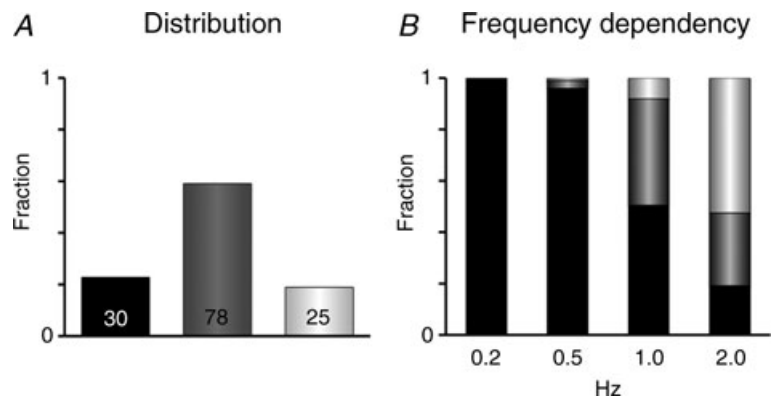 A Distribution
1
Fraction
30 78 25
0
B Frequency dependency
1
Fraction
0
0.2 0.5 1.0 2.0
Hz